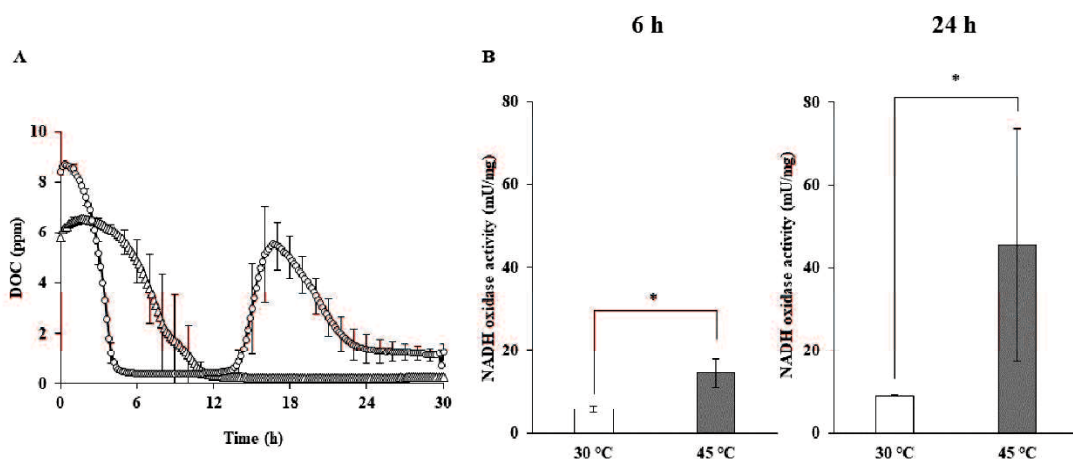 6 h
24 h
A
B
DOC (ppm)
10
8
6
4
2
0
0 6 12 18 24 30
Time (h)
NADH oxidase activity (mU/mg)
80
60
40
20
0
*
30 °C 45 °C
NADH oxidase activity (mU/mg)
80
60
40
20
0
*
30 °C 45 °C